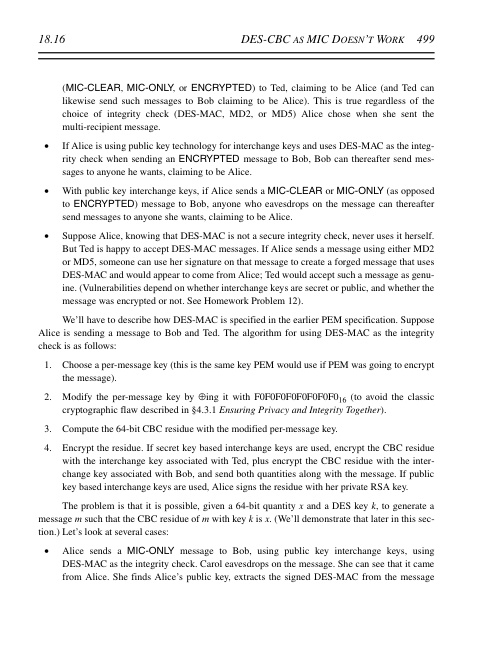 18.16 DES-CBC AS MIC DOESN'T WORK 499
(MIC-CLEAR, MIC-ONLY, or ENCRYPTED) to Ted, claiming to be Alice (and Ted can
likewise send such messages to Bob claiming to be Alice). This is true regardless of the
choice of integrity check (DES-MAC, MD2, or MD5) Alice chose when she sent the
multi-recipient message.
• If Alice is using public key technology for interchange keys and uses DES-MAC as the integ-
rity check when sending an ENCRYPTED message to Bob, Bob can thereafter send mes-
sages to anyone he wants, claiming to be Alice.
• With public key interchange keys, if Alice sends a MIC-CLEAR or MIC-ONLY (as opposed
to ENCRYPTED) message to Bob, anyone who eavesdrops on the message can thereafter
send messages to anyone she wants, claiming to be Alice.
• Suppose Alice, knowing that DES-MAC is not a secure integrity check, never uses it herself.
But Ted is happy to accept DES-MAC messages. If Alice sends a message using either MD2
or MD5, someone can use her signature on that message to create a forged message that uses
DES-MAC and would appear to come from Alice; Ted would accept such a message as genu-
ine. (Vulnerabilities depend on whether interchange keys are secret or public, and whether the
message was encrypted or not. See Homework Problem 12).
We'll have to describe how DES-MAC is specified in the earlier PEM specification. Suppose
Alice is sending a message to Bob and Ted. The algorithm for using DES-MAC as the integrity
check is as follows:
1. Choose a per-message key (this is the same key PEM would use if PEM was going to encrypt
the message).
2. Modify the per-message key by ⊕ing it with F0F0F0F0F0F0F0F0₁₆ (to avoid the classic
cryptographic flaw described in §4.3.1 Ensuring Privacy and Integrity Together).
3. Compute the 64-bit CBC residue with the modified per-message key.
4. Encrypt the residue. If secret key based interchange keys are used, encrypt the CBC residue
with the interchange key associated with Ted, plus encrypt the CBC residue with the inter-
change key associated with Bob, and send both quantities along with the message. If public
key based interchange keys are used, Alice signs the residue with her private RSA key.
The problem is that it is possible, given a 64-bit quantity x and a DES key k, to generate a
message m such that the CBC residue of m with key k is x. (We'll demonstrate that later in this sec-
tion.) Let's look at several cases:
• Alice sends a MIC-ONLY message to Bob, using public key interchange keys, using
DES-MAC as the integrity check. Carol eavesdrops on the message. She can see that it came
from Alice. She finds Alice's public key, extracts the signed DES-MAC from the message